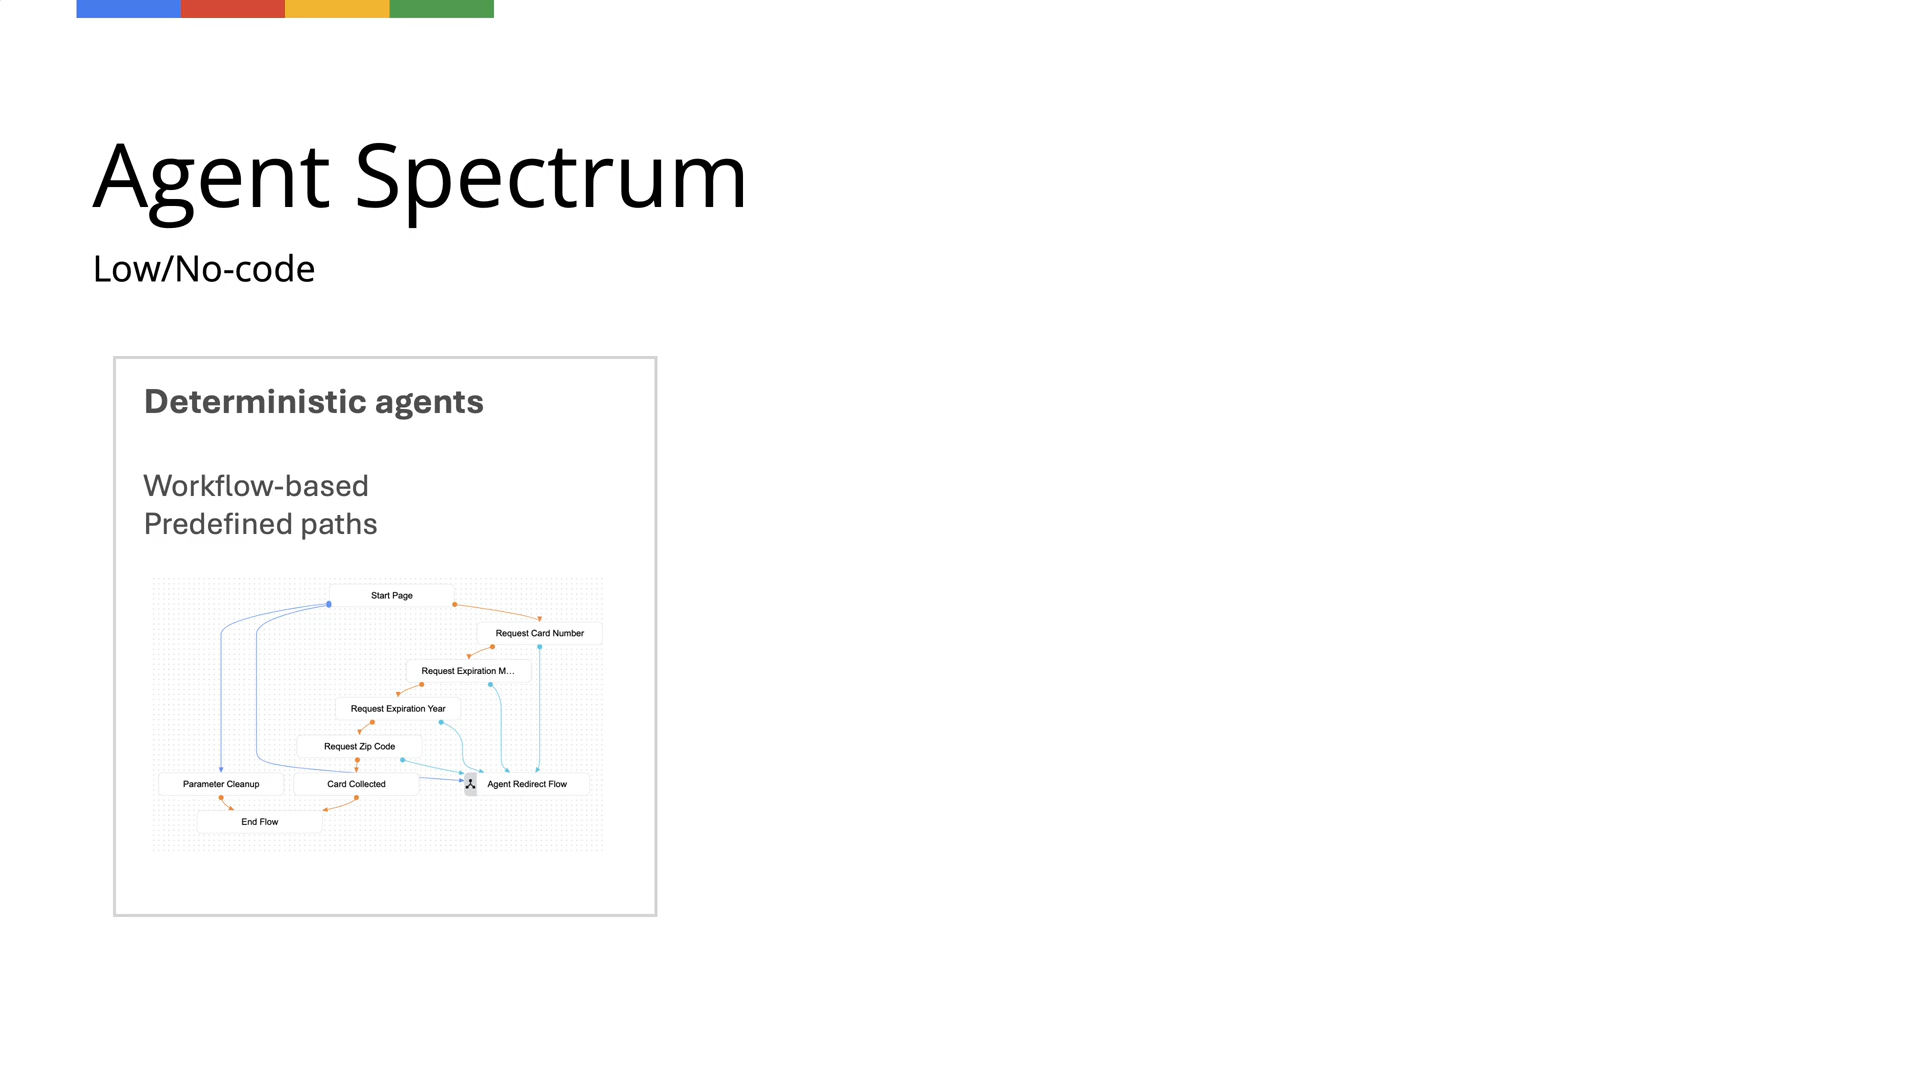 Agent Spectrum
Low/No-code
Deterministic agents
Workflow-based
Predefined paths
Start Page
Request Card Number
Request Expiration M...
Request Expiration Year
Request Zip Code
Parameter Cleanup
Card Collected
Agent Redirect Flow
End Flow